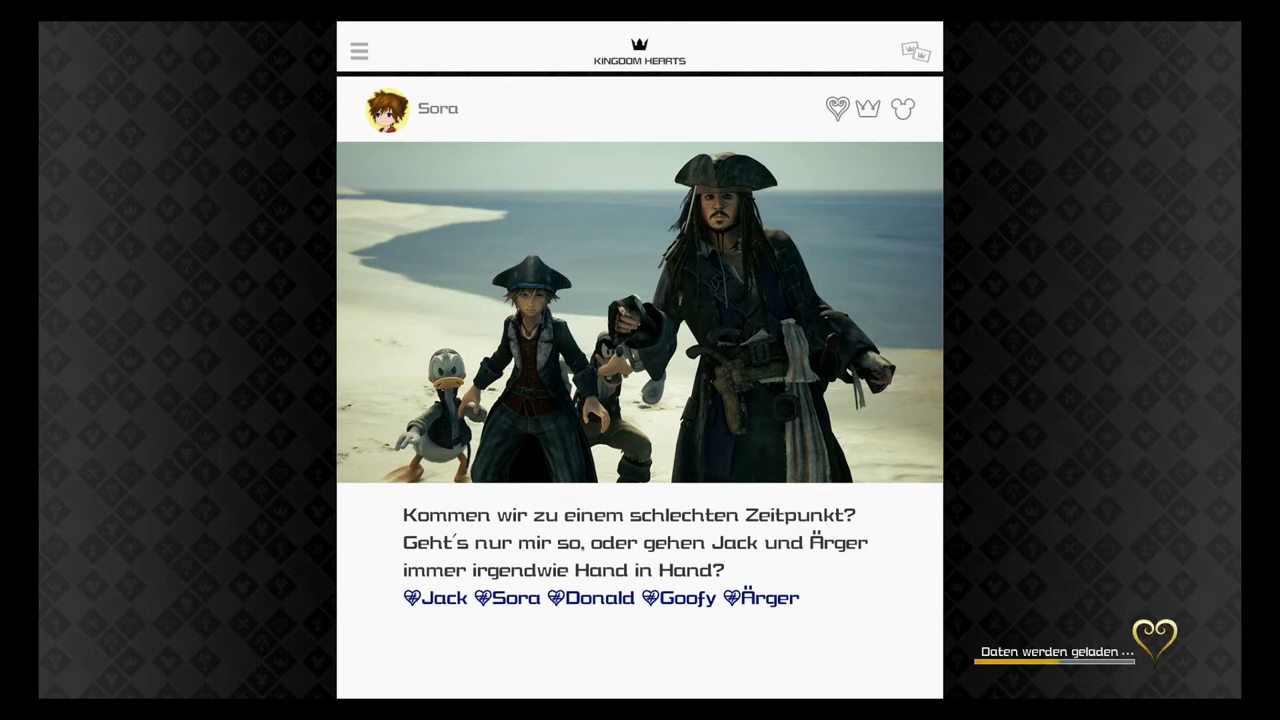 KINGDOM HEARTS
Sora
Kommen wir zu einem schlechten Zeitpunkt?
Geht's nur mir so, oder gehen Jack und Ärger
immer irgendwie Hand in Hand?
Jack Sora Donald Goofy Ärger
Daten werden geladen ...